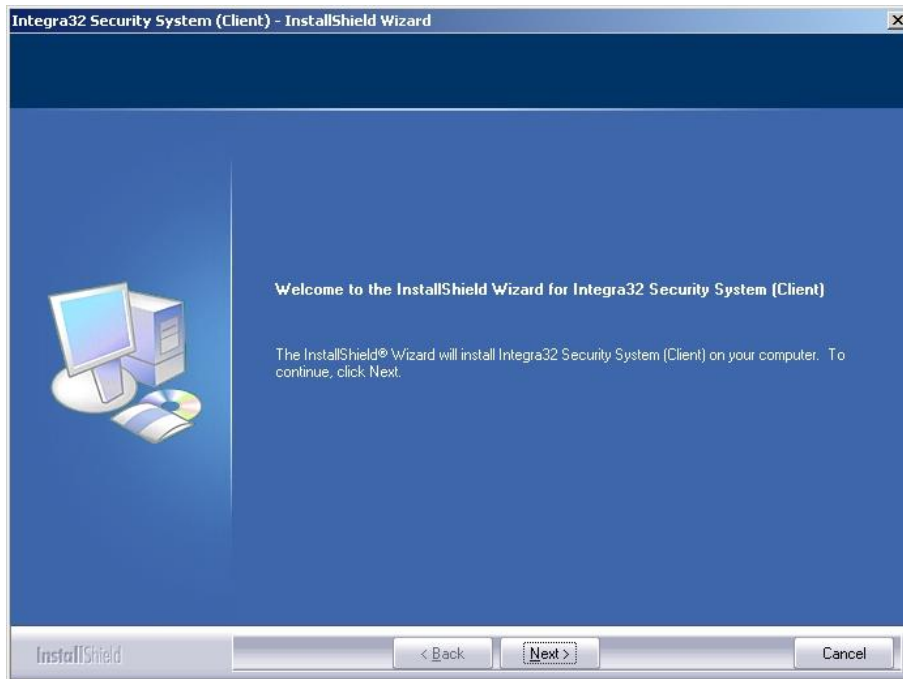 Integra32 Security System (Client) - InstallShield Wizard
Welcome to the InstallShield Wizard for Integra32 Security System (Client)
The InstallShield® Wizard will install Integra32 Security System (Client) on your computer. To
continue, click Next.
InstallShield
< Back
Next >
Cancel